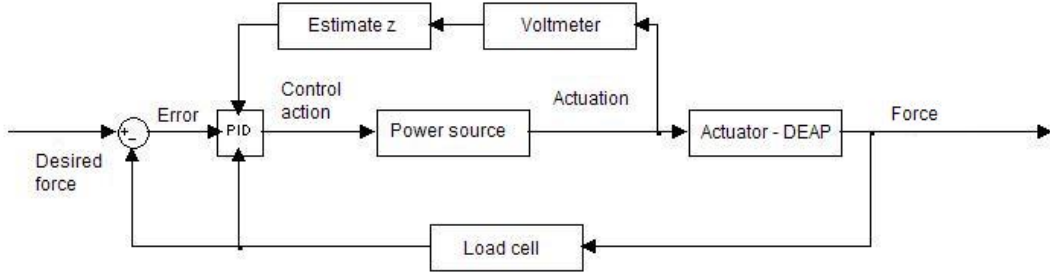 Estimate z
Voltmeter
Control
action
Error
Actuation
Force
+
-
PID
Power source
Actuator - DEAP
Desired
force
Load cell